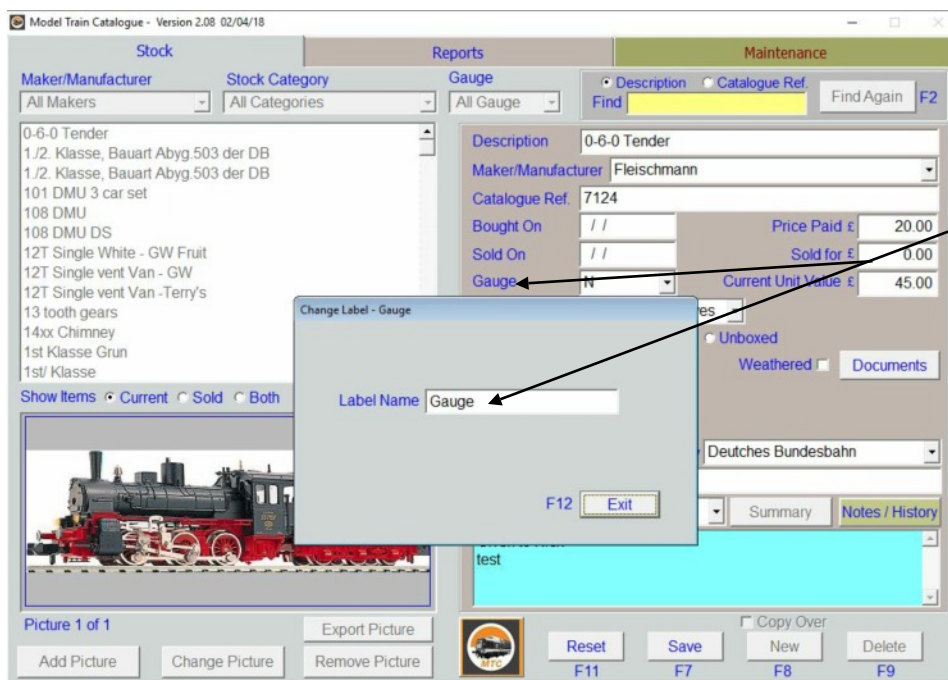 Model Train Catalogue - Version 2.08 02/04/18
Stock
Reports
Maintenance
Maker/Manufacturer
Stock Category
Gauge
All Makers
All Categories
All Gauge
Description
Catalogue Ref.
Find
Find Again
F2
0-6-0 Tender
1./2. Klasse, Bauart Abyg.503 der DB
1./2. Klasse, Bauart Abyg.503 der DB
101 DMU 3 car set
108 DMU
108 DMU DS
12T Single White - GW Fruit
12T Single vent Van - GW
12T Single vent Van -Terry's
13 tooth gears
14xx Chimney
1st Klasse Grun
1st/ Klasse
Show Items Current Sold Both
Description 0-6-0 Tender
Maker/Manufacturer Fleischmann
Catalogue Ref. 7124
Bought On / / Price Paid £ 20.00
Sold On / / Sold for £ 0.00
Gauge N Current Unit Value £ 45.00
Unboxed
Weathered Documents
Deutches Bundesbahn
Summary Notes / History
test
Change Label - Gauge
Label Name Gauge
F12 Exit
Picture 1 of 1
Export Picture
Add Picture Change Picture Remove Picture
MTC
Copy Over
Reset Save New Delete
F11 F7 F8 F9